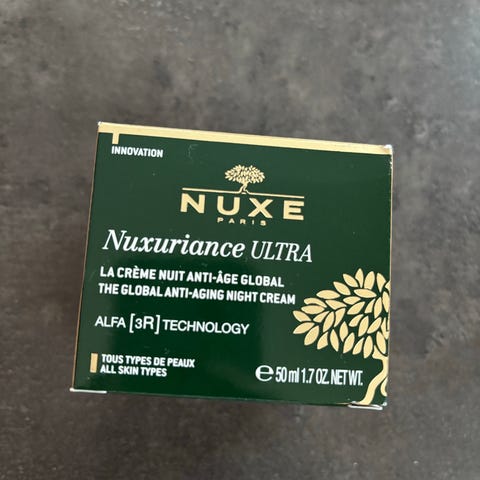 INNOVATION
NUXE
PARIS
Nuxuriance ULTRA
LA CRÈME NUIT ANTI-ÂGE GLOBAL
THE GLOBAL ANTI-AGING NIGHT CREAM
ALFA [3R] TECHNOLOGY
TOUS TYPES DE PEAUX
ALL SKIN TYPES
℮ 50 ml 1.7 OZ. NET WT.